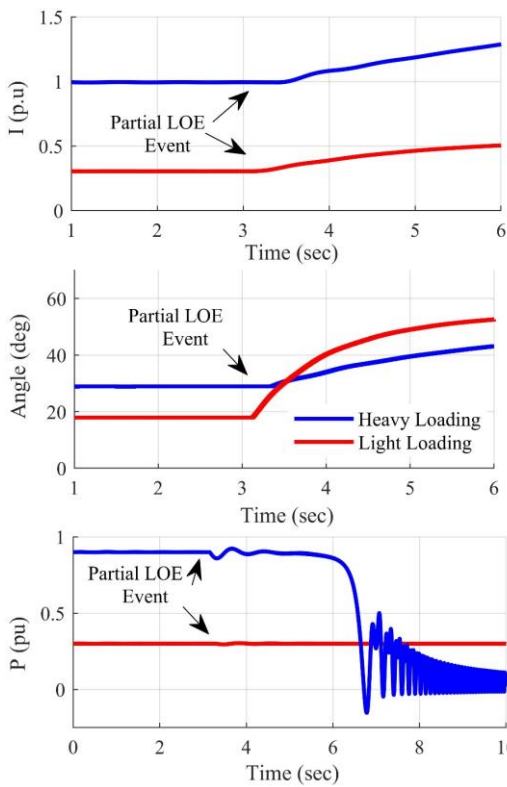 1.5
1
0.5
0
I (p.u)
Partial LOE
Event
1 2 3 4 5 6
Time (sec)
60
40
20
0
Angle (deg)
Partial LOE
Event
Heavy Loading
Light Loading
1 2 3 4 5 6
Time (sec)
1
0.5
0
P (pu)
Partial LOE
Event
0 2 4 6 8 10
Time (sec)